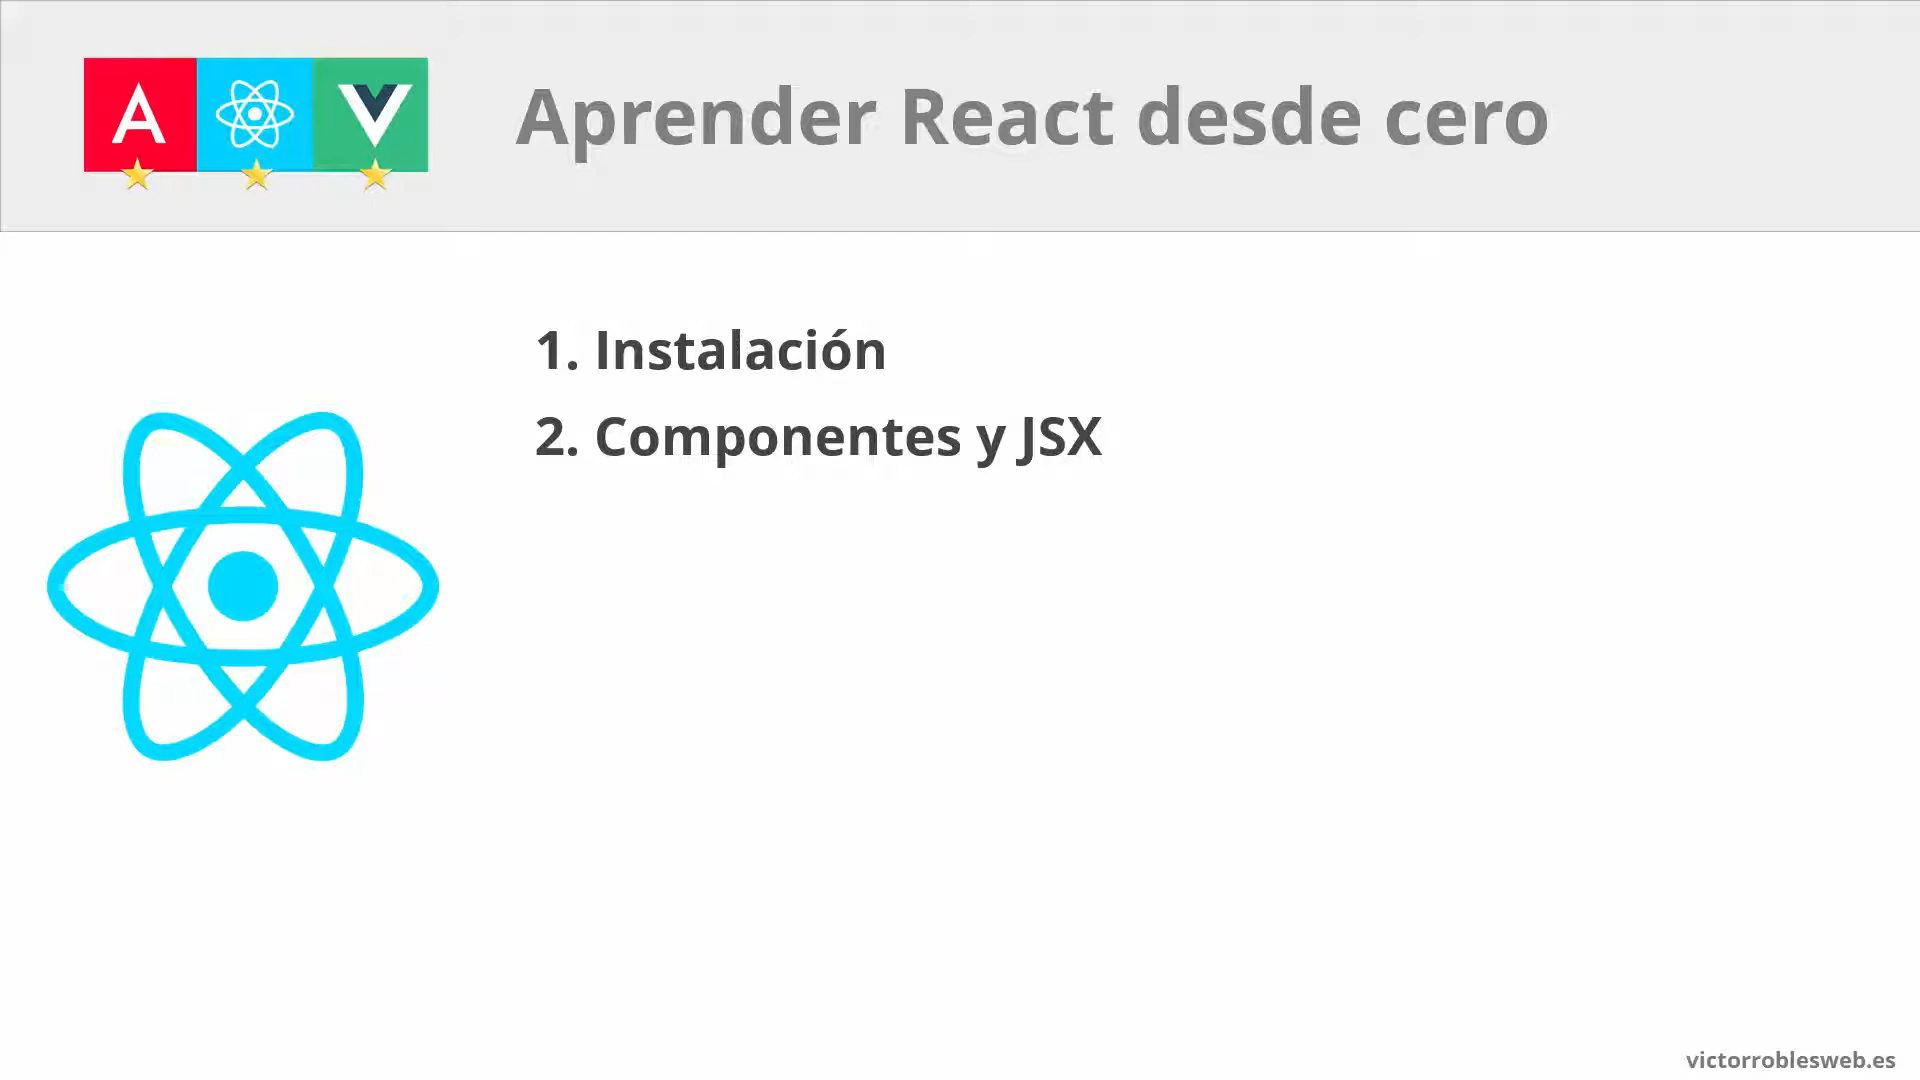 Aprender React desde cero
1. Instalación
2. Componentes y JSX
victorroblesweb.es